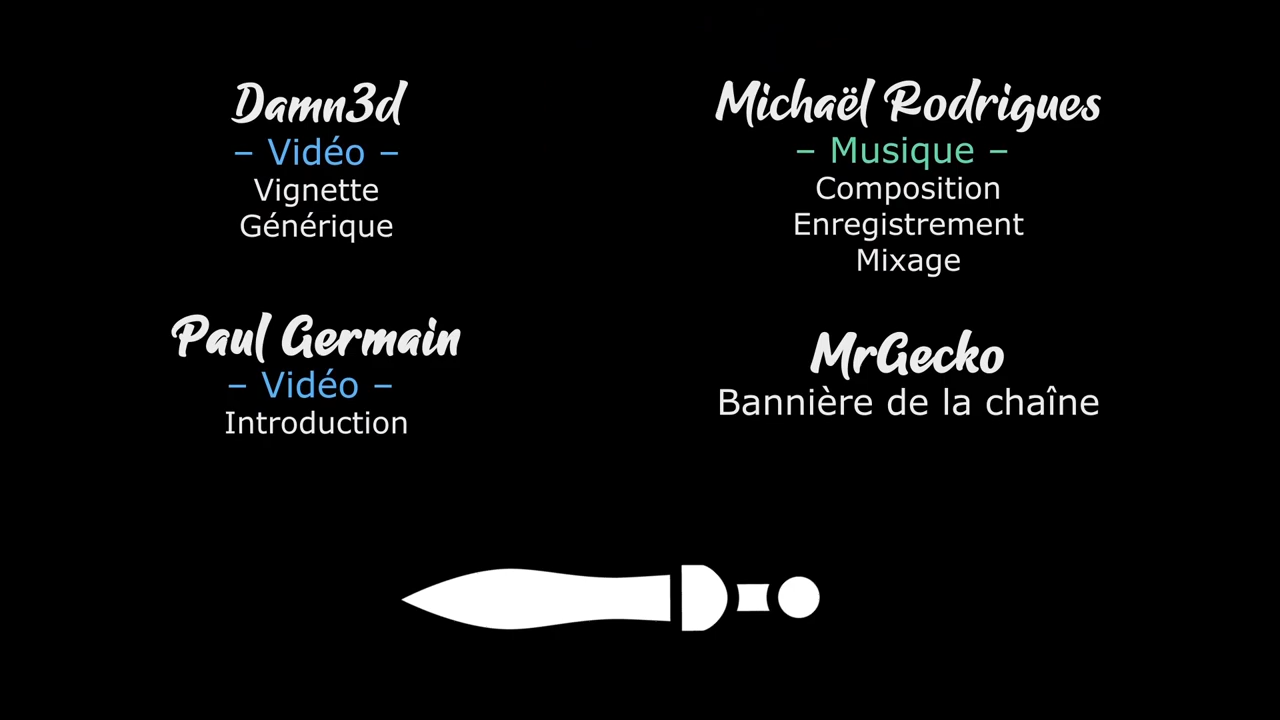 Damn3d
– Vidéo –
Vignette
Générique
Michaël Rodrigues
– Musique –
Composition
Enregistrement
Mixage
Paul Germain
– Vidéo –
Introduction
MrGecko
Bannière de la chaîne